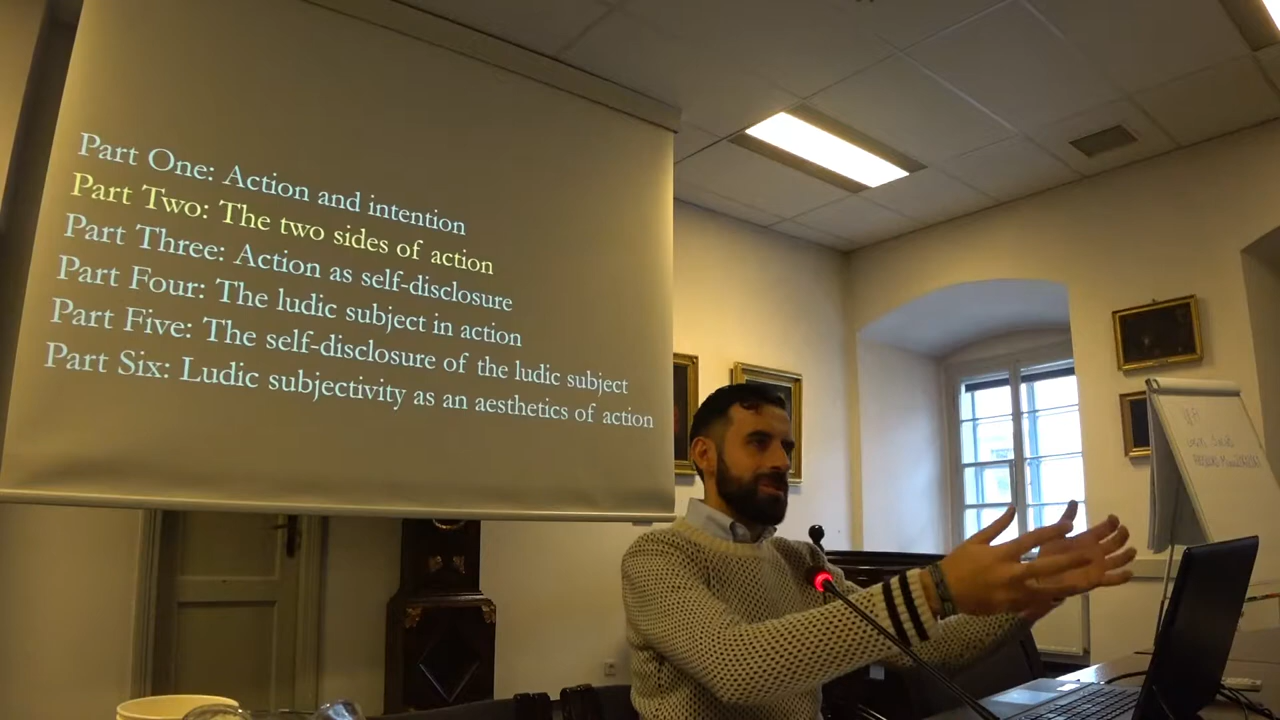 Part One: Action and intention
Part Two: The two sides of action
Part Three: Action as self-disclosure
Part Four: The ludic subject in action
Part Five: The self-disclosure of the ludic subject
Part Six: Ludic subjectivity as an aesthetics of action